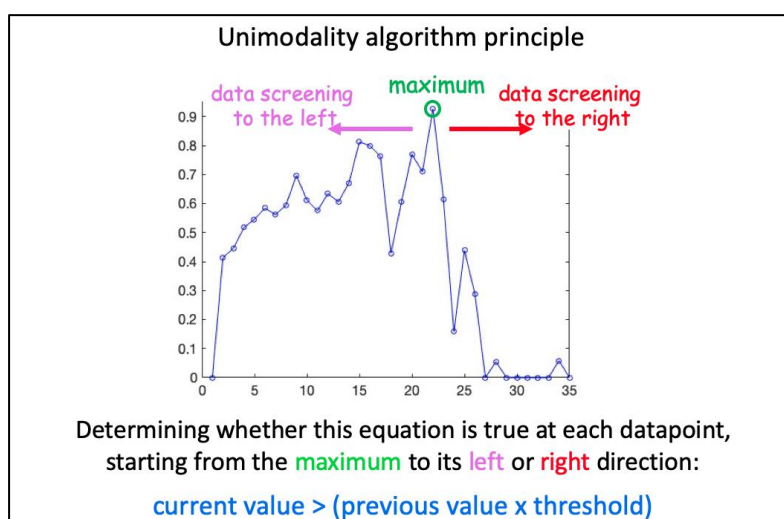 Unimodality algorithm principle
data screening
to the left
maximum
data screening
to the right
0.9
0.8
0.7
0.6
0.5
0.4
0.3
0.2
0.1
0
0 5 10 15 20 25 30 35
Determining whether this equation is true at each datapoint,
starting from the maximum to its left or right direction:
current value > (previous value x threshold)